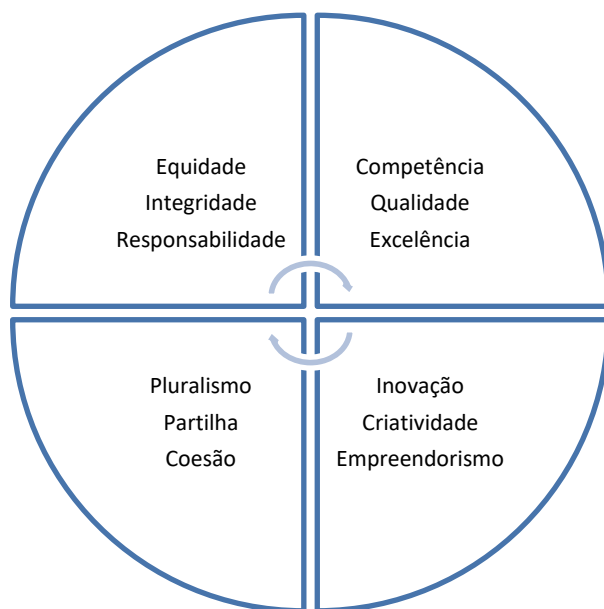 Equidade
Integridade
Responsabilidade
Competência
Qualidade
Excelência
Pluralismo
Partilha
Coesão
Inovação
Criatividade
Empreendorismo